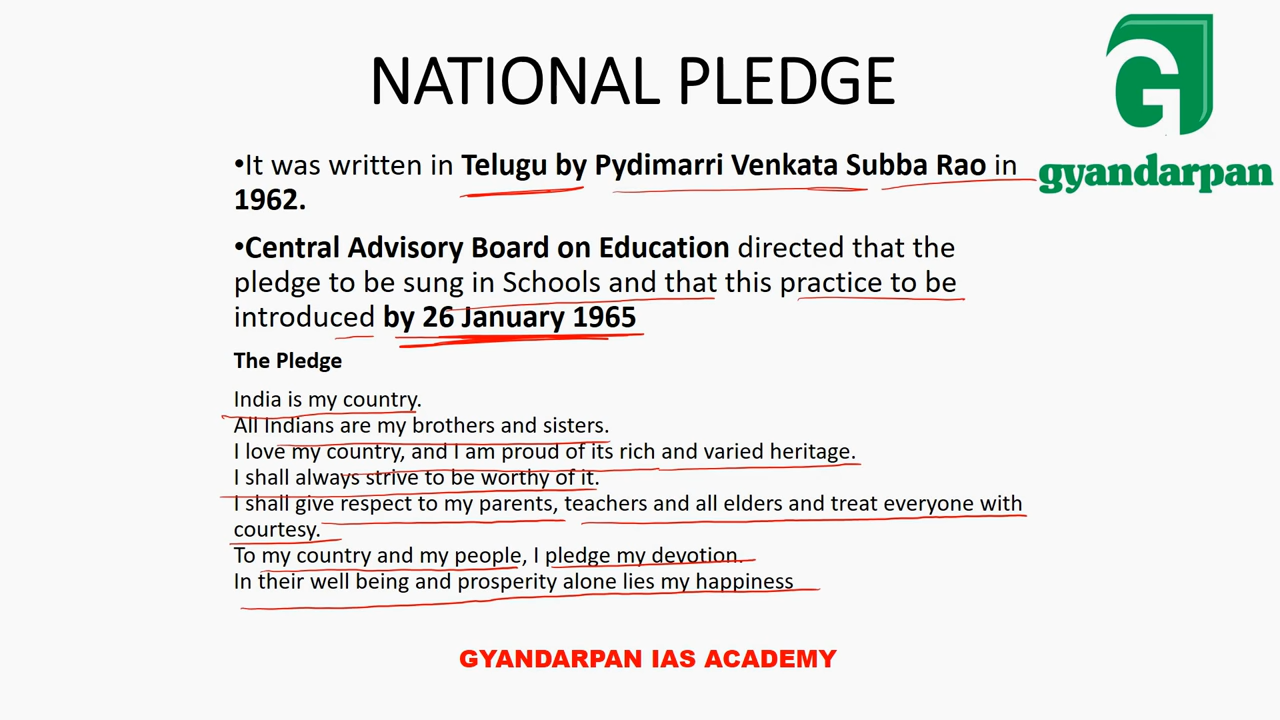 NATIONAL PLEDGE
gyandarpan
•It was written in Telugu by Pydimarri Venkata Subba Rao in
1962.
•Central Advisory Board on Education directed that the
pledge to be sung in Schools and that this practice to be
introduced by 26 January 1965
The Pledge
India is my country.
All Indians are my brothers and sisters.
I love my country, and I am proud of its rich and varied heritage.
I shall always strive to be worthy of it.
I shall give respect to my parents, teachers and all elders and treat everyone with
courtesy.
To my country and my people, I pledge my devotion.
In their well being and prosperity alone lies my happiness
GYANDARPAN IAS ACADEMY